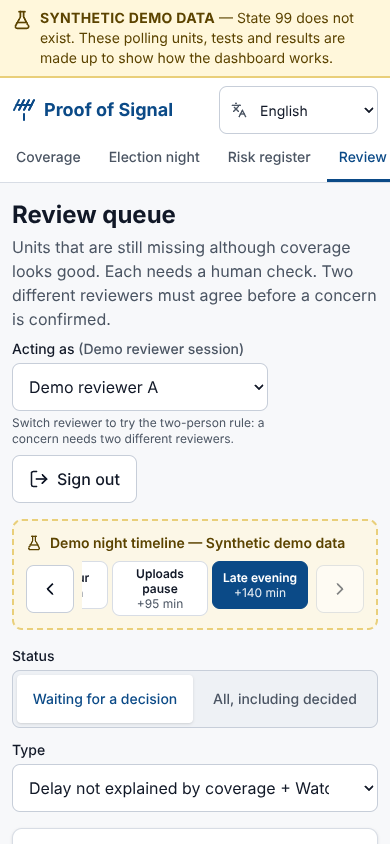 SYNTHETIC DEMO DATA — State 99 does not
exist. These polling units, tests and results are
made up to show how the dashboard works.
Proof of Signal
English
Coverage
Election night
Risk register
Review
Review queue
Units that are still missing although coverage
looks good. Each needs a human check. Two
different reviewers must agree before a concern
is confirmed.
Acting as (Demo reviewer session)
Demo reviewer A
Switch reviewer to try the two-person rule: a
concern needs two different reviewers.
Sign out
Demo night timeline — Synthetic demo data
Uploads
pause
+95 min
Late evening
+140 min
Status
Waiting for a decision
All, including decided
Type
Delay not explained by coverage +